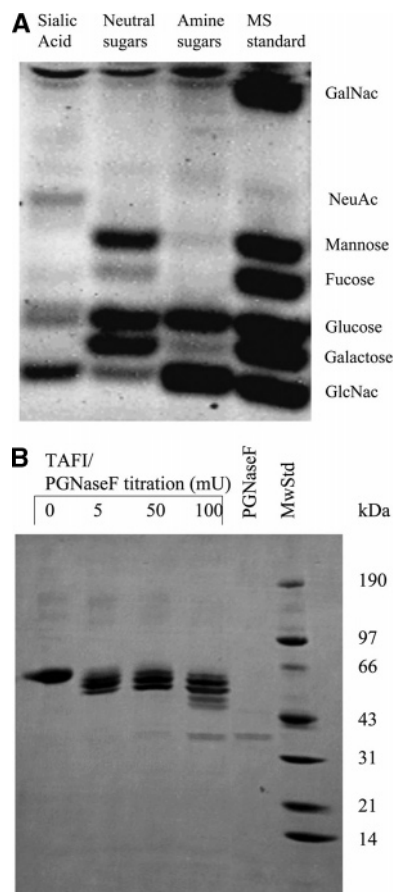 A
Sialic Acid
Neutral sugars
Amine sugars
MS standard
GalNac
NeuAc
Mannose
Fucose
Glucose
Galactose
GlcNac
B
TAFI/
PGNaseF titration (mU)
0 5 50 100
PGNaseF
MwStd
kDa
190
97
66
43
31
21
14